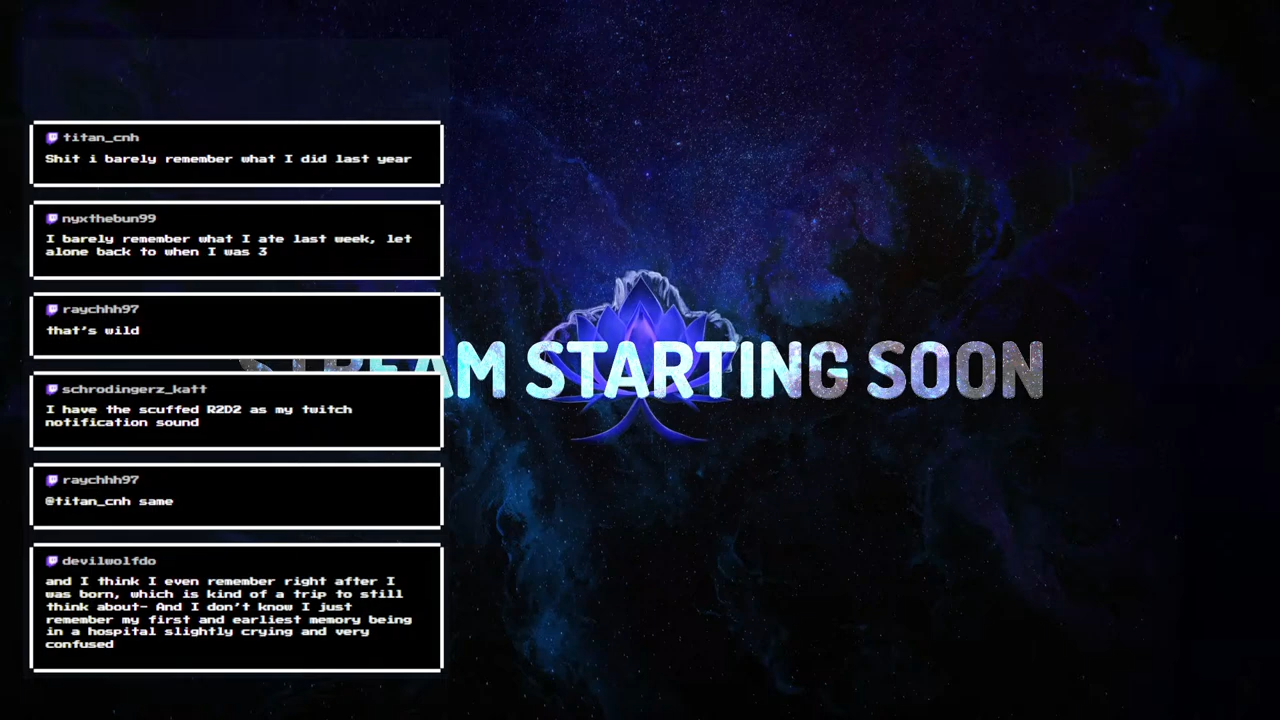 titan_cnh
Shit i barely remember what I did last year
nyxthebun99
I barely remember what I ate last week, let
alone back to when I was 3
raychhh97
that's wild
STREAM STARTING SOON
schrodingerz_katt
I have the scuffed R2D2 as my twitch
notification sound
raychhh97
@titan_cnh same
devilwolfdo
and I think I even remember right after I
was born, which is kind of a trip to still
think about- And I don't know I just
remember my first and earliest memory being
in a hospital slightly crying and very
confused